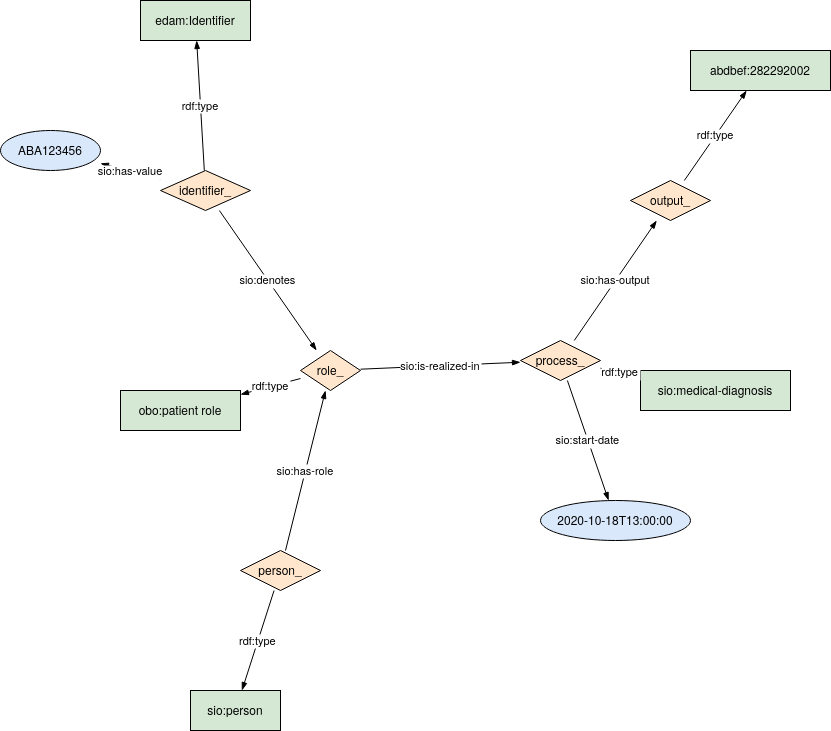 edam:Identifier
abdbef:282292002
rdf:type
rdf:type
ABA123456
sio:has-value
identifier_
output_
sio:denotes
sio:has-output
role_
sio:is-realized-in
process_
rdf:type
rdf:type
sio:medical-diagnosis
obo:patient role
sio:start-date
sio:has-role
2020-10-18T13:00:00
person_
rdf:type
sio:person